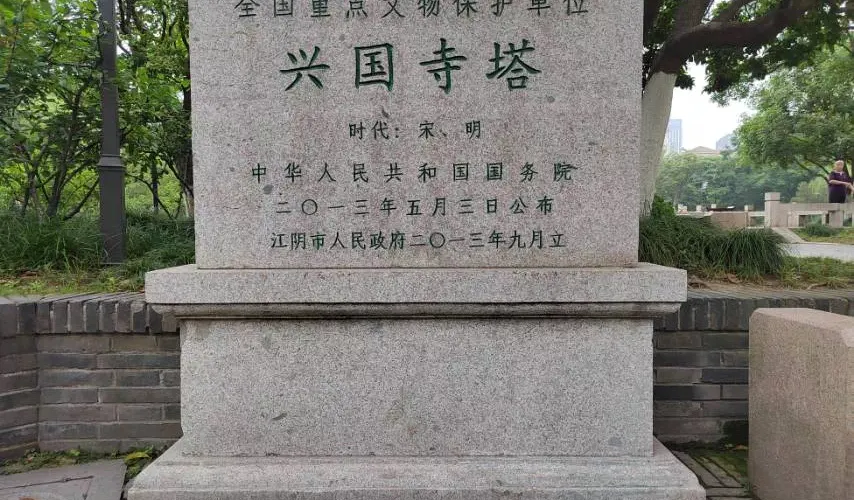 全国重点文物保护单位
兴国寺塔
时代：宋、明
中华人民共和国国务院
二〇一三年五月三日公布
江阴市人民政府二〇一三年九月立